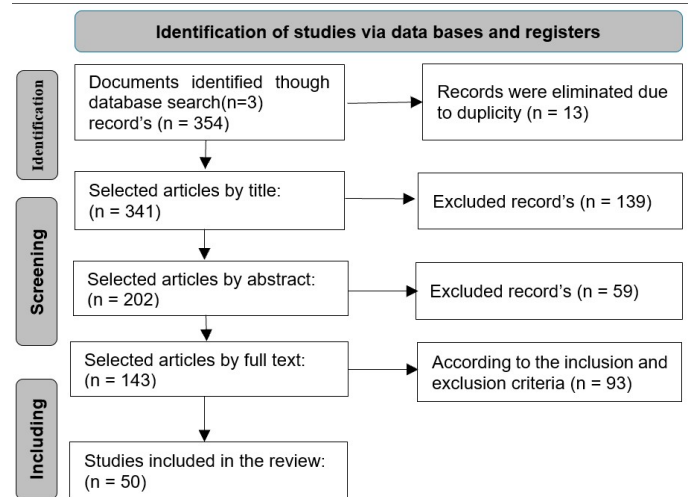 Identification of studies via data bases and registers
Identification
Documents identified though
database search(n=3)
record's (n = 354)
Records were eliminated due
to duplicity (n = 13)
Selected articles by title:
(n = 341)
Excluded record's (n = 139)
Screening
Selected articles by abstract:
(n = 202)
Excluded record's (n = 59)
Selected articles by full text:
(n = 143)
According to the inclusion and
exclusion criteria (n = 93)
Including
Studies included in the review:
(n = 50)